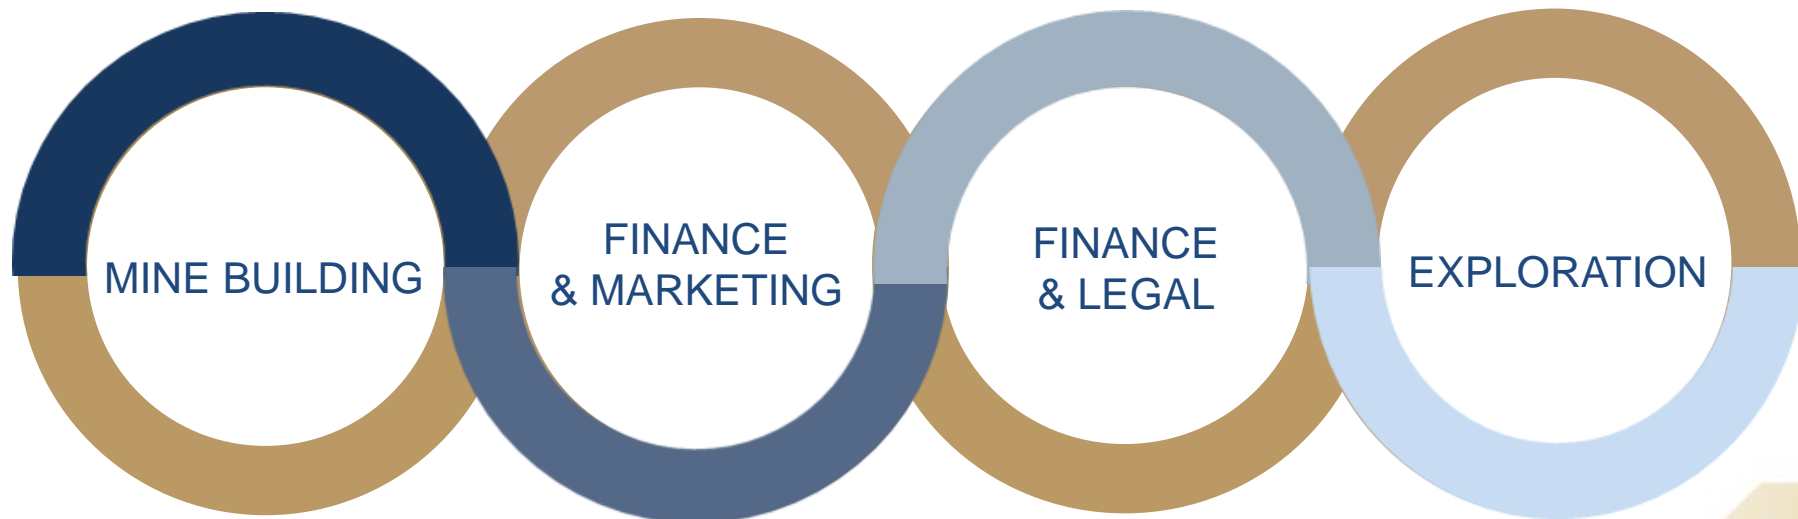 MINE BUILDING
FINANCE
& MARKETING
FINANCE
& LEGAL
EXPLORATION